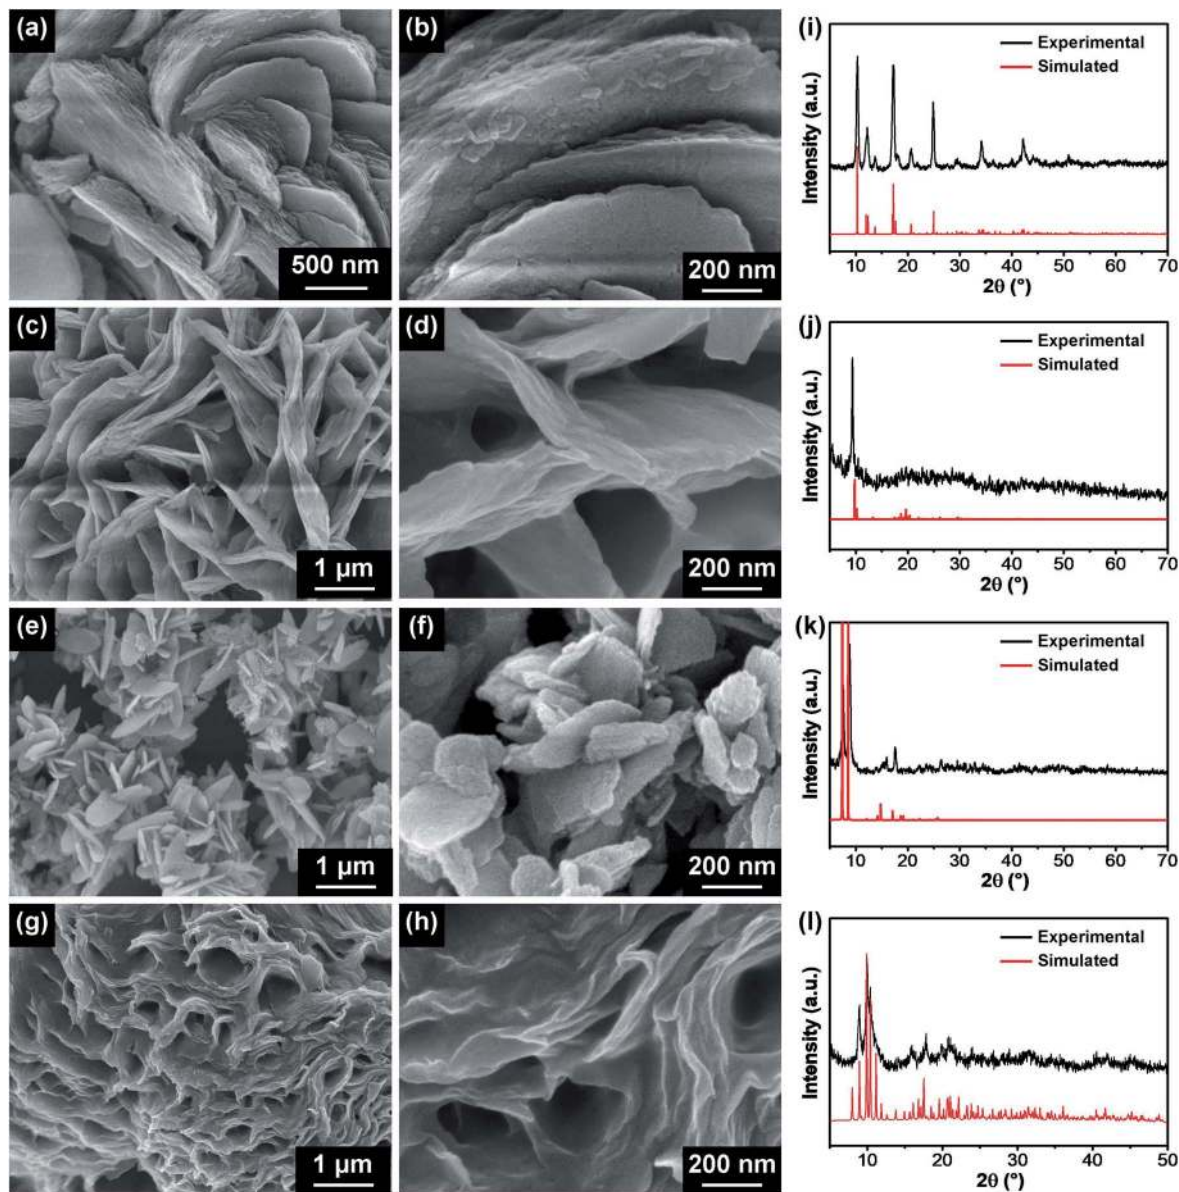 (a)
500 nm
(b)
200 nm
(i)
Experimental
Simulated
Intensity (a.u.)
10 20 30 40 50 60 70
2θ (°)
(c)
1 μm
(d)
200 nm
(j)
Experimental
Simulated
Intensity (a.u.)
10 20 30 40 50 60 70
2θ (°)
(e)
1 μm
(f)
200 nm
(k)
Experimental
Simulated
Intensity (a.u.)
10 20 30 40 50 60 70
2θ (°)
(g)
1 μm
(h)
200 nm
(l)
Experimental
Simulated
Intensity (a.u.)
10 20 30 40 50
2θ (°)